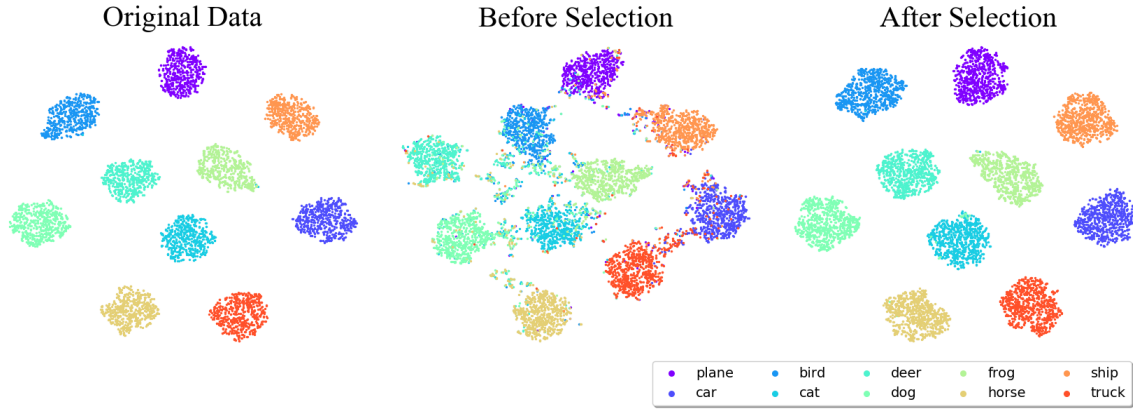 Original Data
Before Selection
After Selection
plane bird deer frog ship
car cat dog horse truck